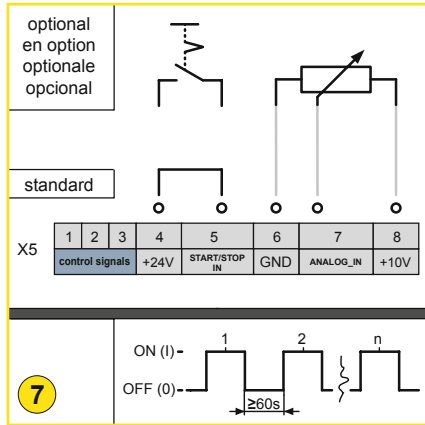 optional
en option
optionale
opcional
standard
X5
1 2 3 4 5 6 7 8
control signals +24V START/STOP IN GND ANALOG_IN +10V
1 2 n
ON (I)
OFF (0)
≥60s
7